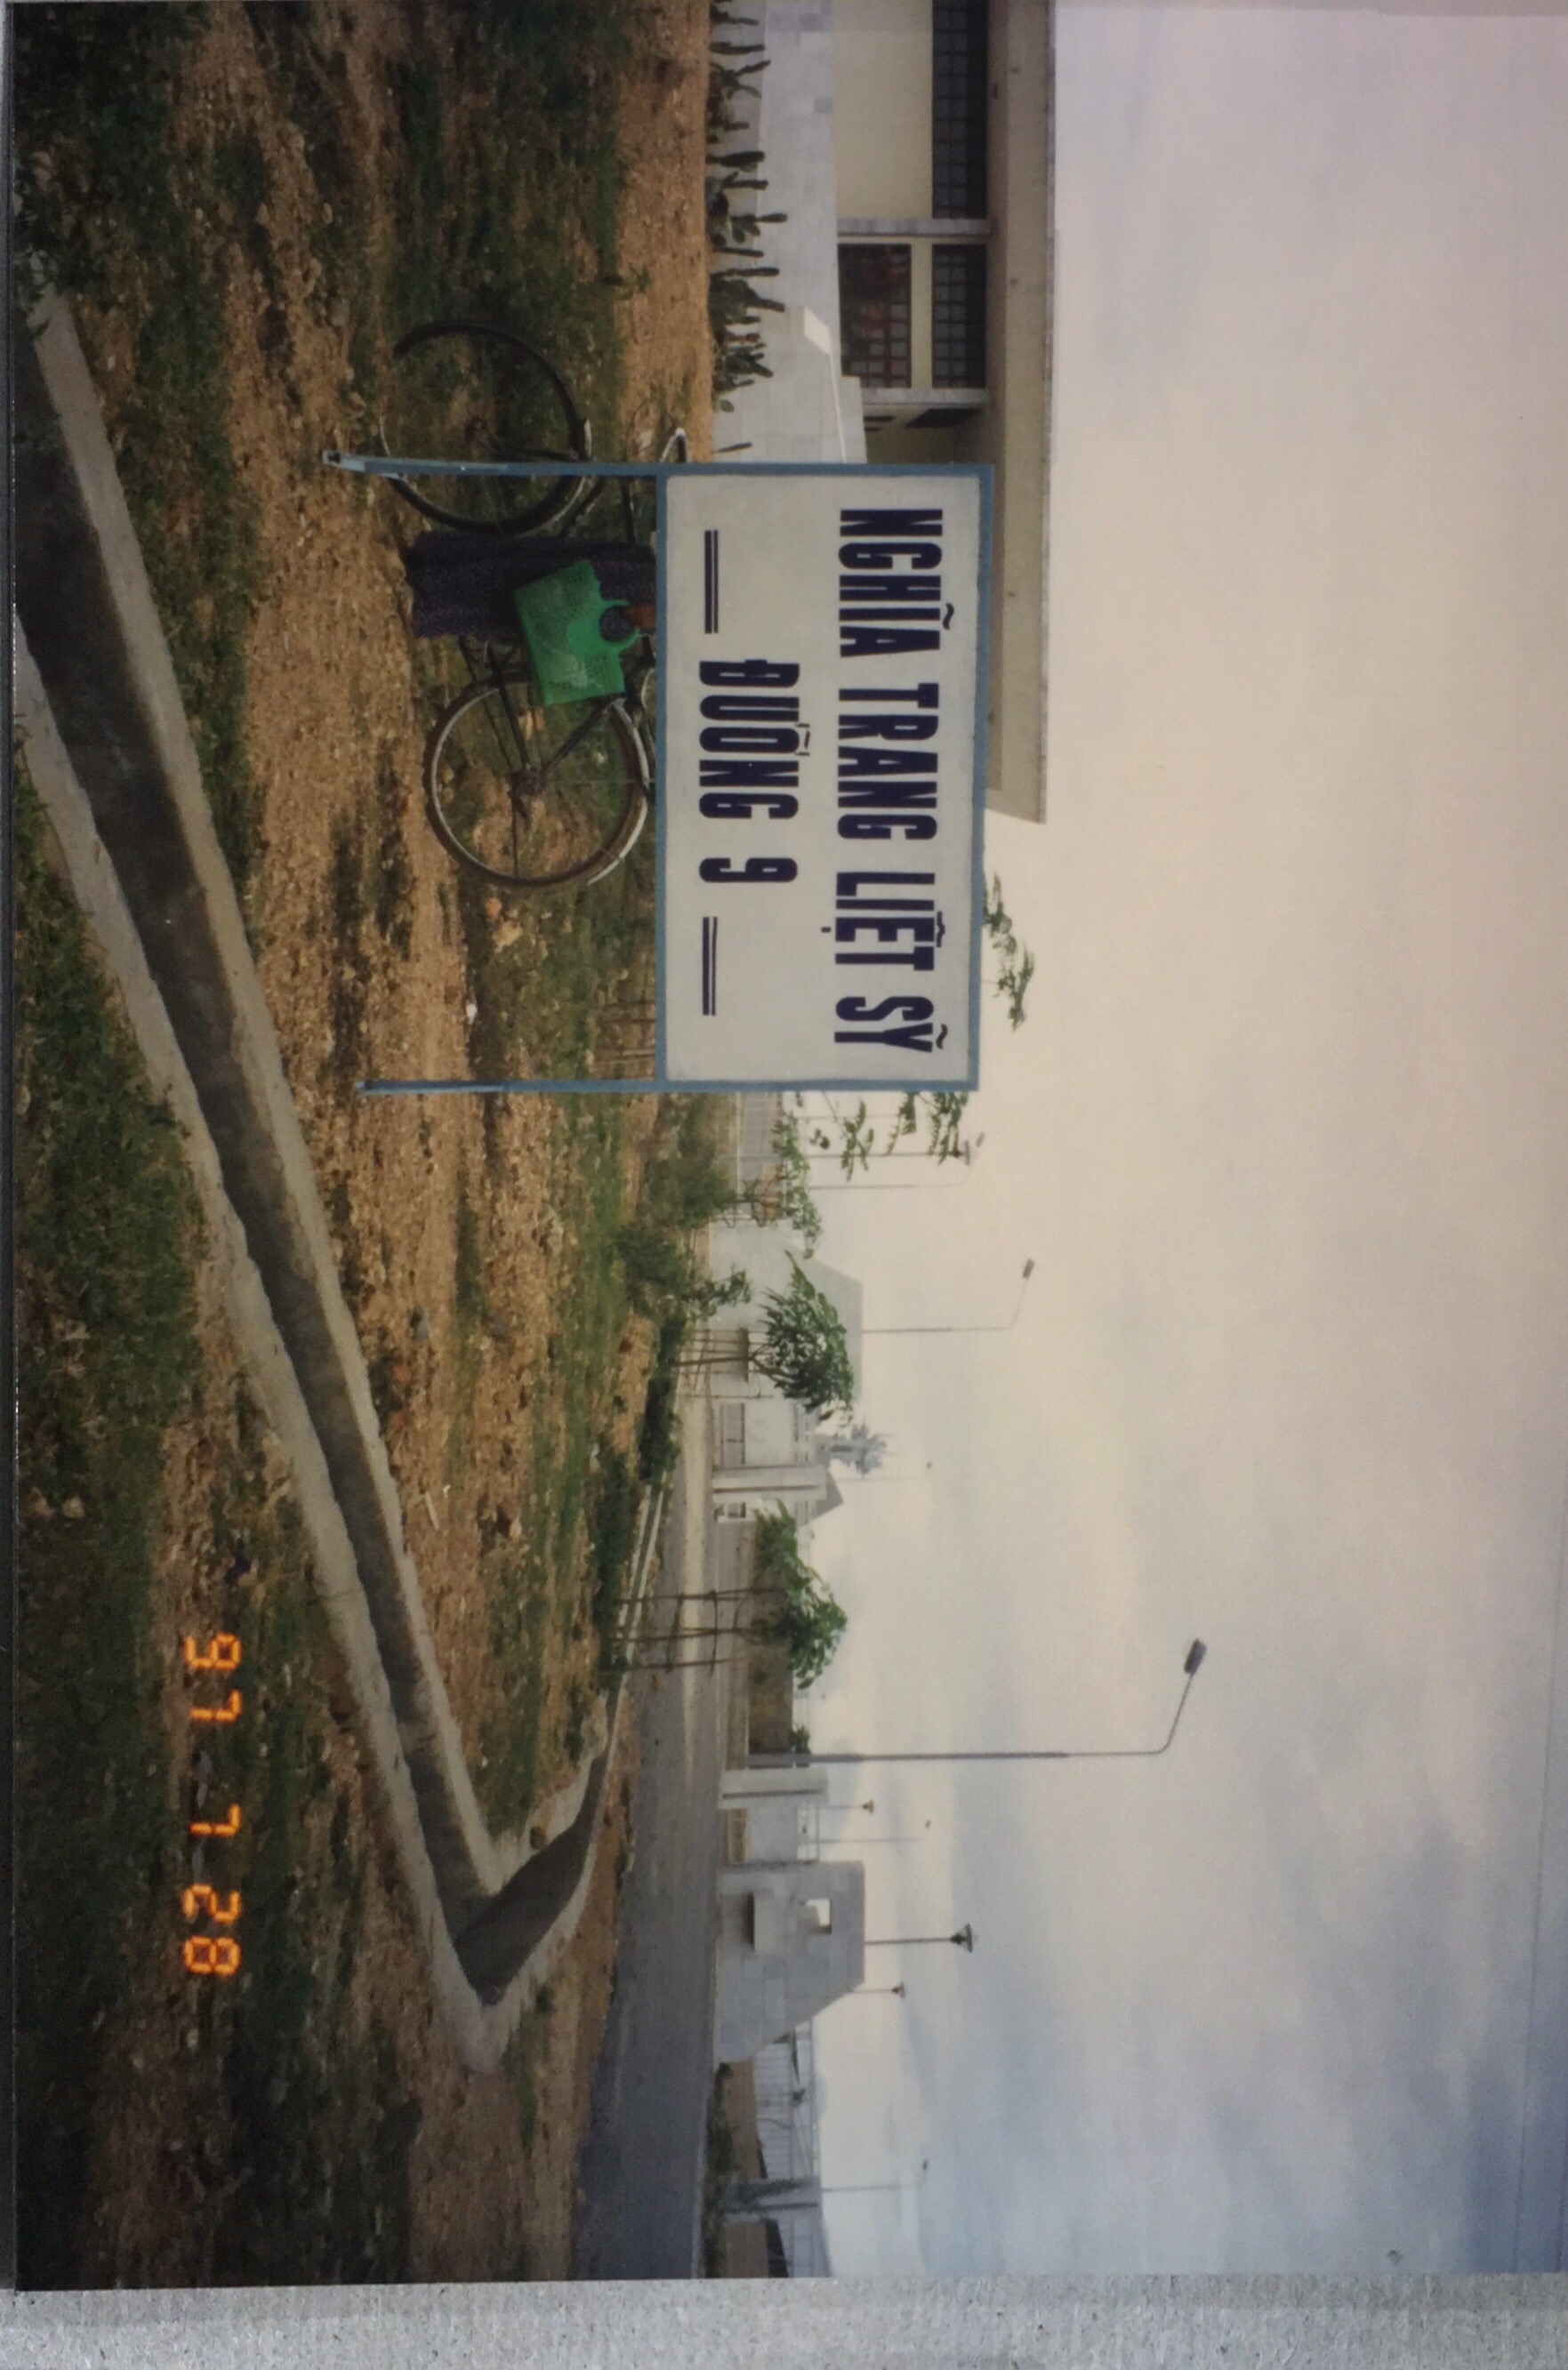 NGHĨA TRANG LIỆT SỸ
ĐƯỜNG 9
97 7 28